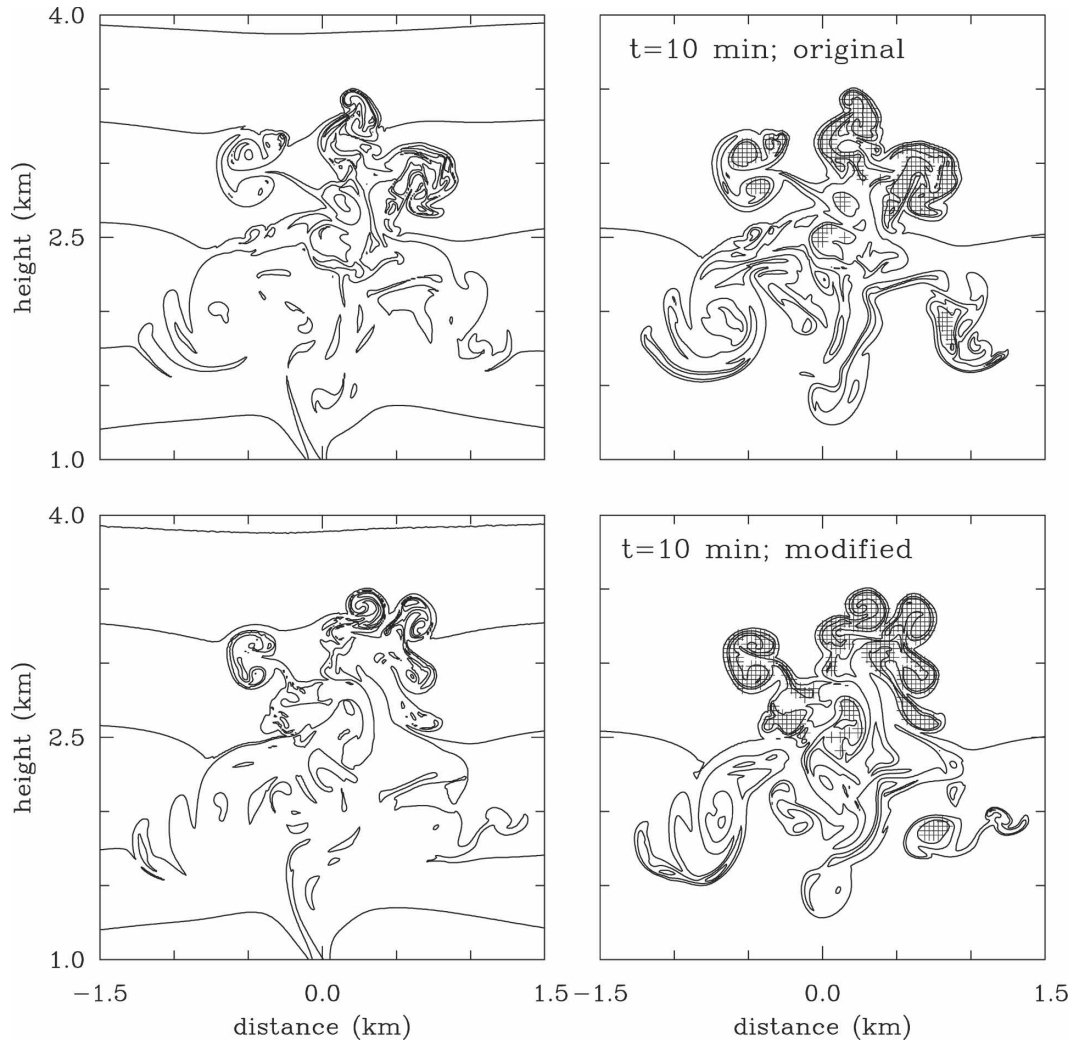 4.0
t=10 min; original
height (km)
2.5
1.0
4.0
t=10 min; modified
height (km)
2.5
1.0
−1.5 0.0 1.5 −1.5 0.0 1.5
distance (km) distance (km)